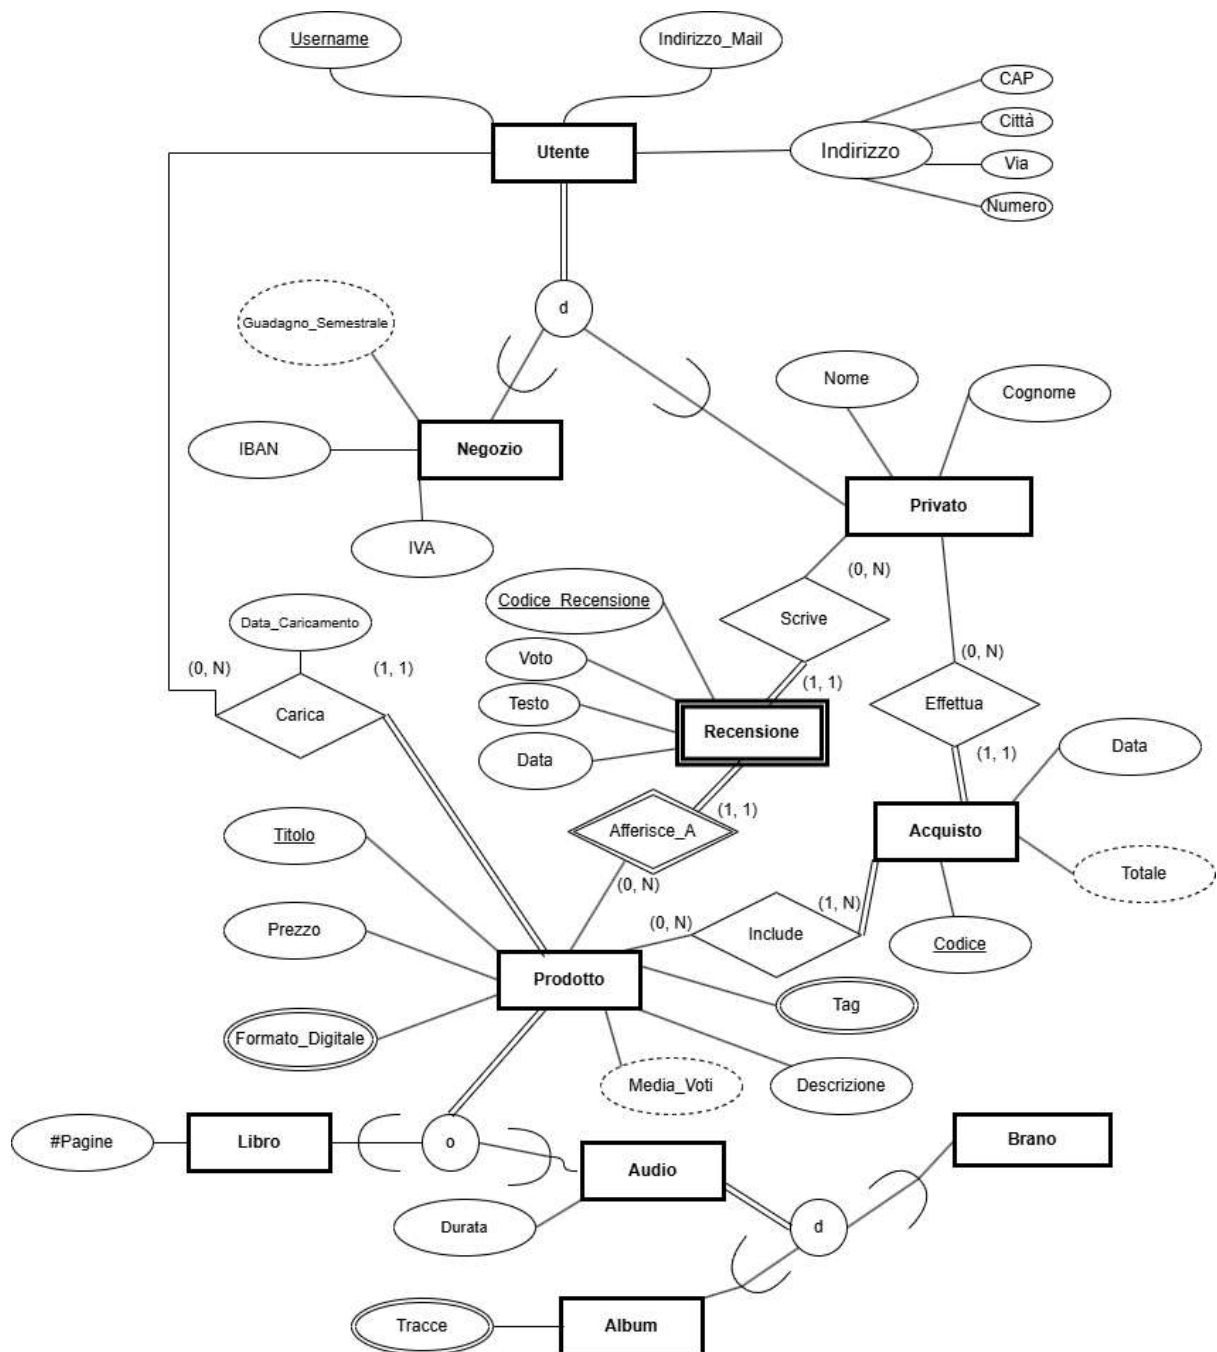 Username
Indirizzo_Mail
CAP
Città
Utente
Indirizzo
Via
Numero
d
Guadagno_Semestrale
Nome
Cognome
IBAN
Negozio
Privato
IVA
(0, N)
Codice_Recensione
Scrive
Data_Caricamento
(0, N)
(1, 1)
Voto
(0, N)
(1, 1)
Testo
Effettua
Carica
Recensione
Data
Data
(1, 1)
(1, 1)
Titolo
Afferisce_A
Acquisto
Totale
(0, N)
(1, N)
(0, N)
Prezzo
Include
Codice
Prodotto
Tag
Formato_Digitale
Media_Voti
Descrizione
#Pagine
Libro
o
Brano
Audio
Durata
d
Tracce
Album